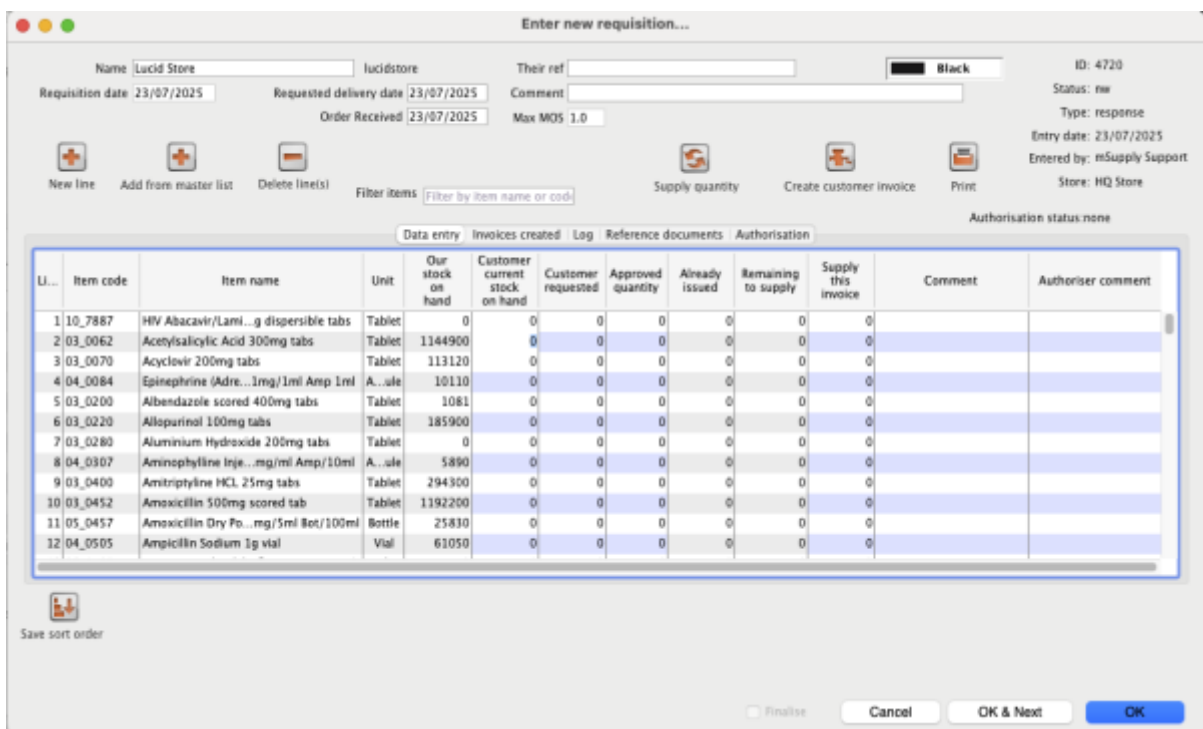 Enter new requisition...
Name Lucid Store lucidstore Their ref Black ID: 4720
Requisition date 23/07/2025 Requested delivery date 23/07/2025 Comment Status: nw
Order Received 23/07/2025 Max MOS 1.0 Type: response
Entry date: 23/07/2025
Entered by: mSupply Support
New line Add from master list Delete line(s) Filter items Filter by item name or code Supply quantity Create customer invoice Print Store: HQ Store
Authorisation status:none
Data entry Invoices created Log Reference documents Authorisation
Li... Item code Item name Unit Our stock on hand Customer current stock on hand Customer requested Approved quantity Already issued Remaining to supply Supply this invoice Comment Authoriser comment
1 10_7887 HIV Abacavir/Lami...g dispersible tabs Tablet 0 0 0 0 0 0 0
2 03_0062 Acetylsalicylic Acid 300mg tabs Tablet 1144900 0 0 0 0 0 0
3 03_0070 Acyclovir 200mg tabs Tablet 113120 0 0 0 0 0 0
4 04_0084 Epinephrine (Adre...1mg/1ml Amp 1ml A...ule 10110 0 0 0 0 0 0
5 03_0200 Albendazole scored 400mg tabs Tablet 1081 0 0 0 0 0 0
6 03_0220 Allopurinol 100mg tabs Tablet 185900 0 0 0 0 0 0
7 03_0280 Aluminium Hydroxide 200mg tabs Tablet 0 0 0 0 0 0 0
8 04_0307 Aminophylline Inje...mg/ml Amp/10ml A...ule 5890 0 0 0 0 0 0
9 03_0400 Amitriptyline HCL 25mg tabs Tablet 294300 0 0 0 0 0 0
10 03_0452 Amoxicillin 500mg scored tab Tablet 1192200 0 0 0 0 0 0
11 05_0457 Amoxicillin Dry Po...mg/5ml Bot/100ml Bottle 25830 0 0 0 0 0 0
12 04_0505 Ampicillin Sodium 1g vial Vial 61050 0 0 0 0 0 0
Save sort order
Finalise Cancel OK & Next OK